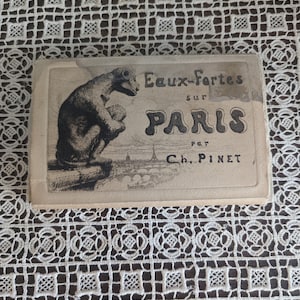 Eaux-Fortes
sur
PARIS
par
Ch. PINET